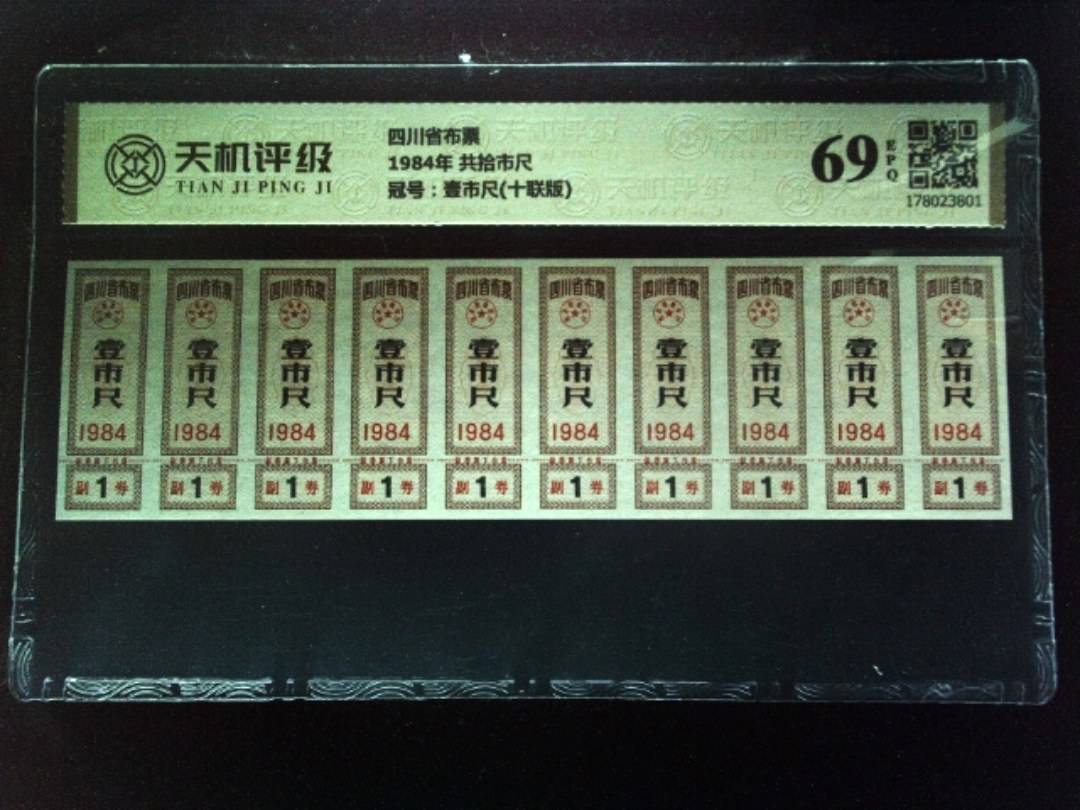 天机评级
TIAN JI PING JI
四川省布票
1984年 共拾市尺
冠号:壹市尺(十联版)
69
EPQ
178023801
四川省布票 四川省布票 四川省布票 四川省布票 四川省布票 四川省布票 四川省布票 四川省布票 四川省布票 四川省布票
壹市尺 壹市尺 壹市尺 壹市尺 壹市尺 壹市尺 壹市尺 壹市尺 壹市尺 壹市尺
1984 1984 1984 1984 1984 1984 1984 1984 1984 1984
副1券 副1券 副1券 副1券 副1券 副1券 副1券 副1券 副1券 副1券